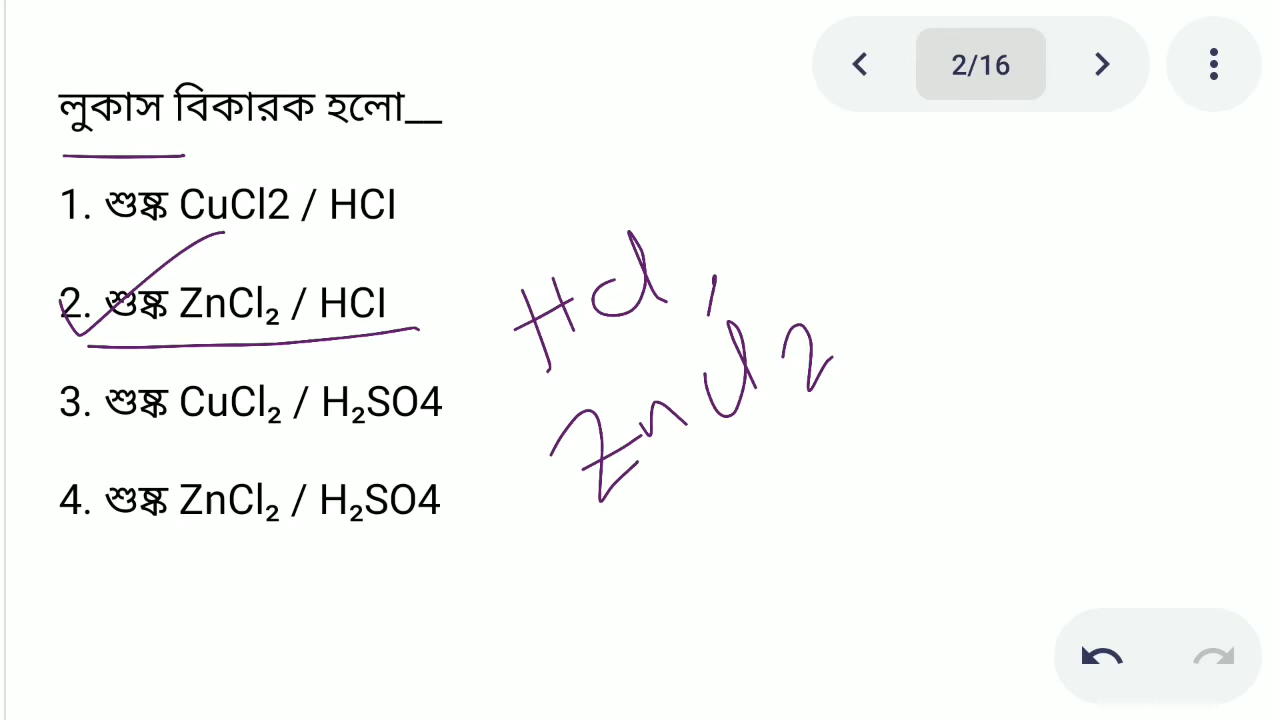 2/16
লুকাস বিকারক হলো__
1. শুষ্ক CuCl2 / HCl
2. শুষ্ক ZnCl₂ / HCl
3. শুষ্ক CuCl₂ / H₂SO4
4. শুষ্ক ZnCl₂ / H₂SO4
HCl,
ZnCl2